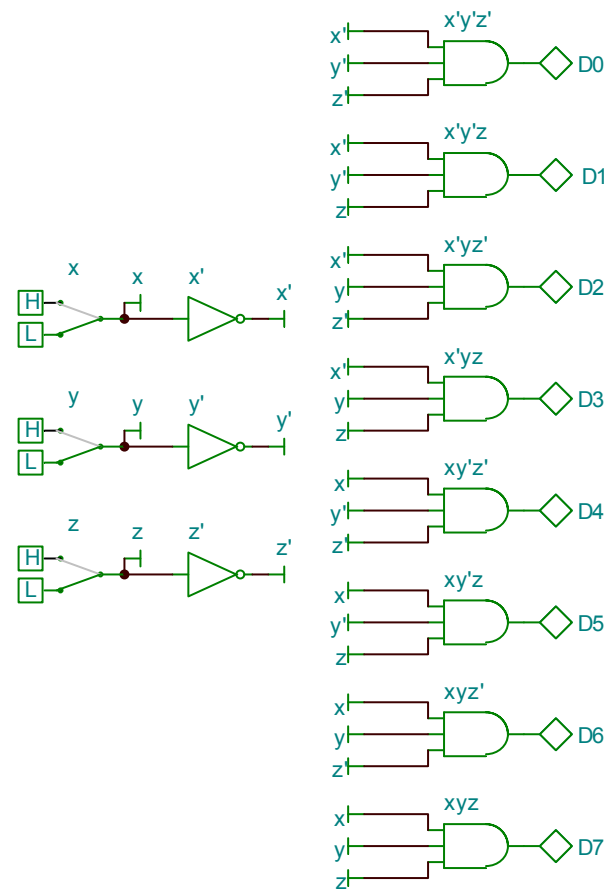 x
x
x'
x'
H
L
y
y
y'
y'
H
L
z
z
z'
z'
H
L
x'y'z'
x'
y'
z'
D0
x'y'z
x'
y'
z
D1
x'yz'
x'
y
z'
D2
x'yz
x'
y
z
D3
xy'z'
x
y'
z'
D4
xy'z
x
y'
z
D5
xyz'
x
y
z'
D6
xyz
x
y
z
D7